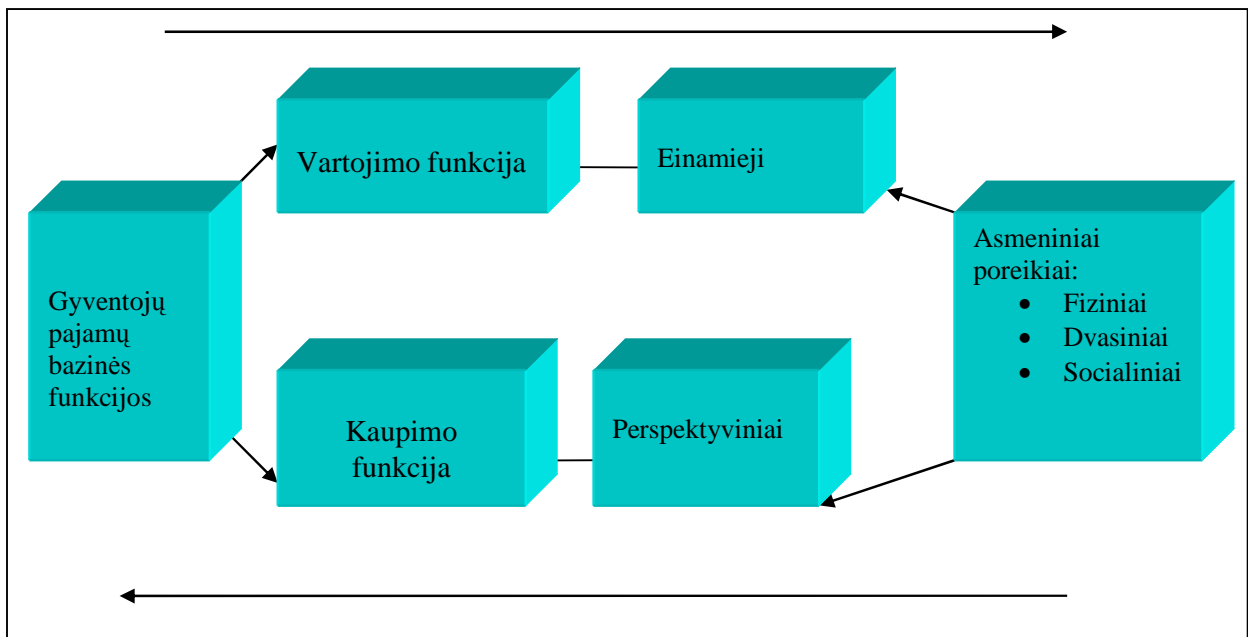 Vartojimo funkcija
Einamieji
Gyventojų
pajamų
bazinės
funkcijos
Asmeniniai
poreikiai:
• Fiziniai
• Dvasiniai
• Socialiniai
Kaupimo
funkcija
Perspektyviniai